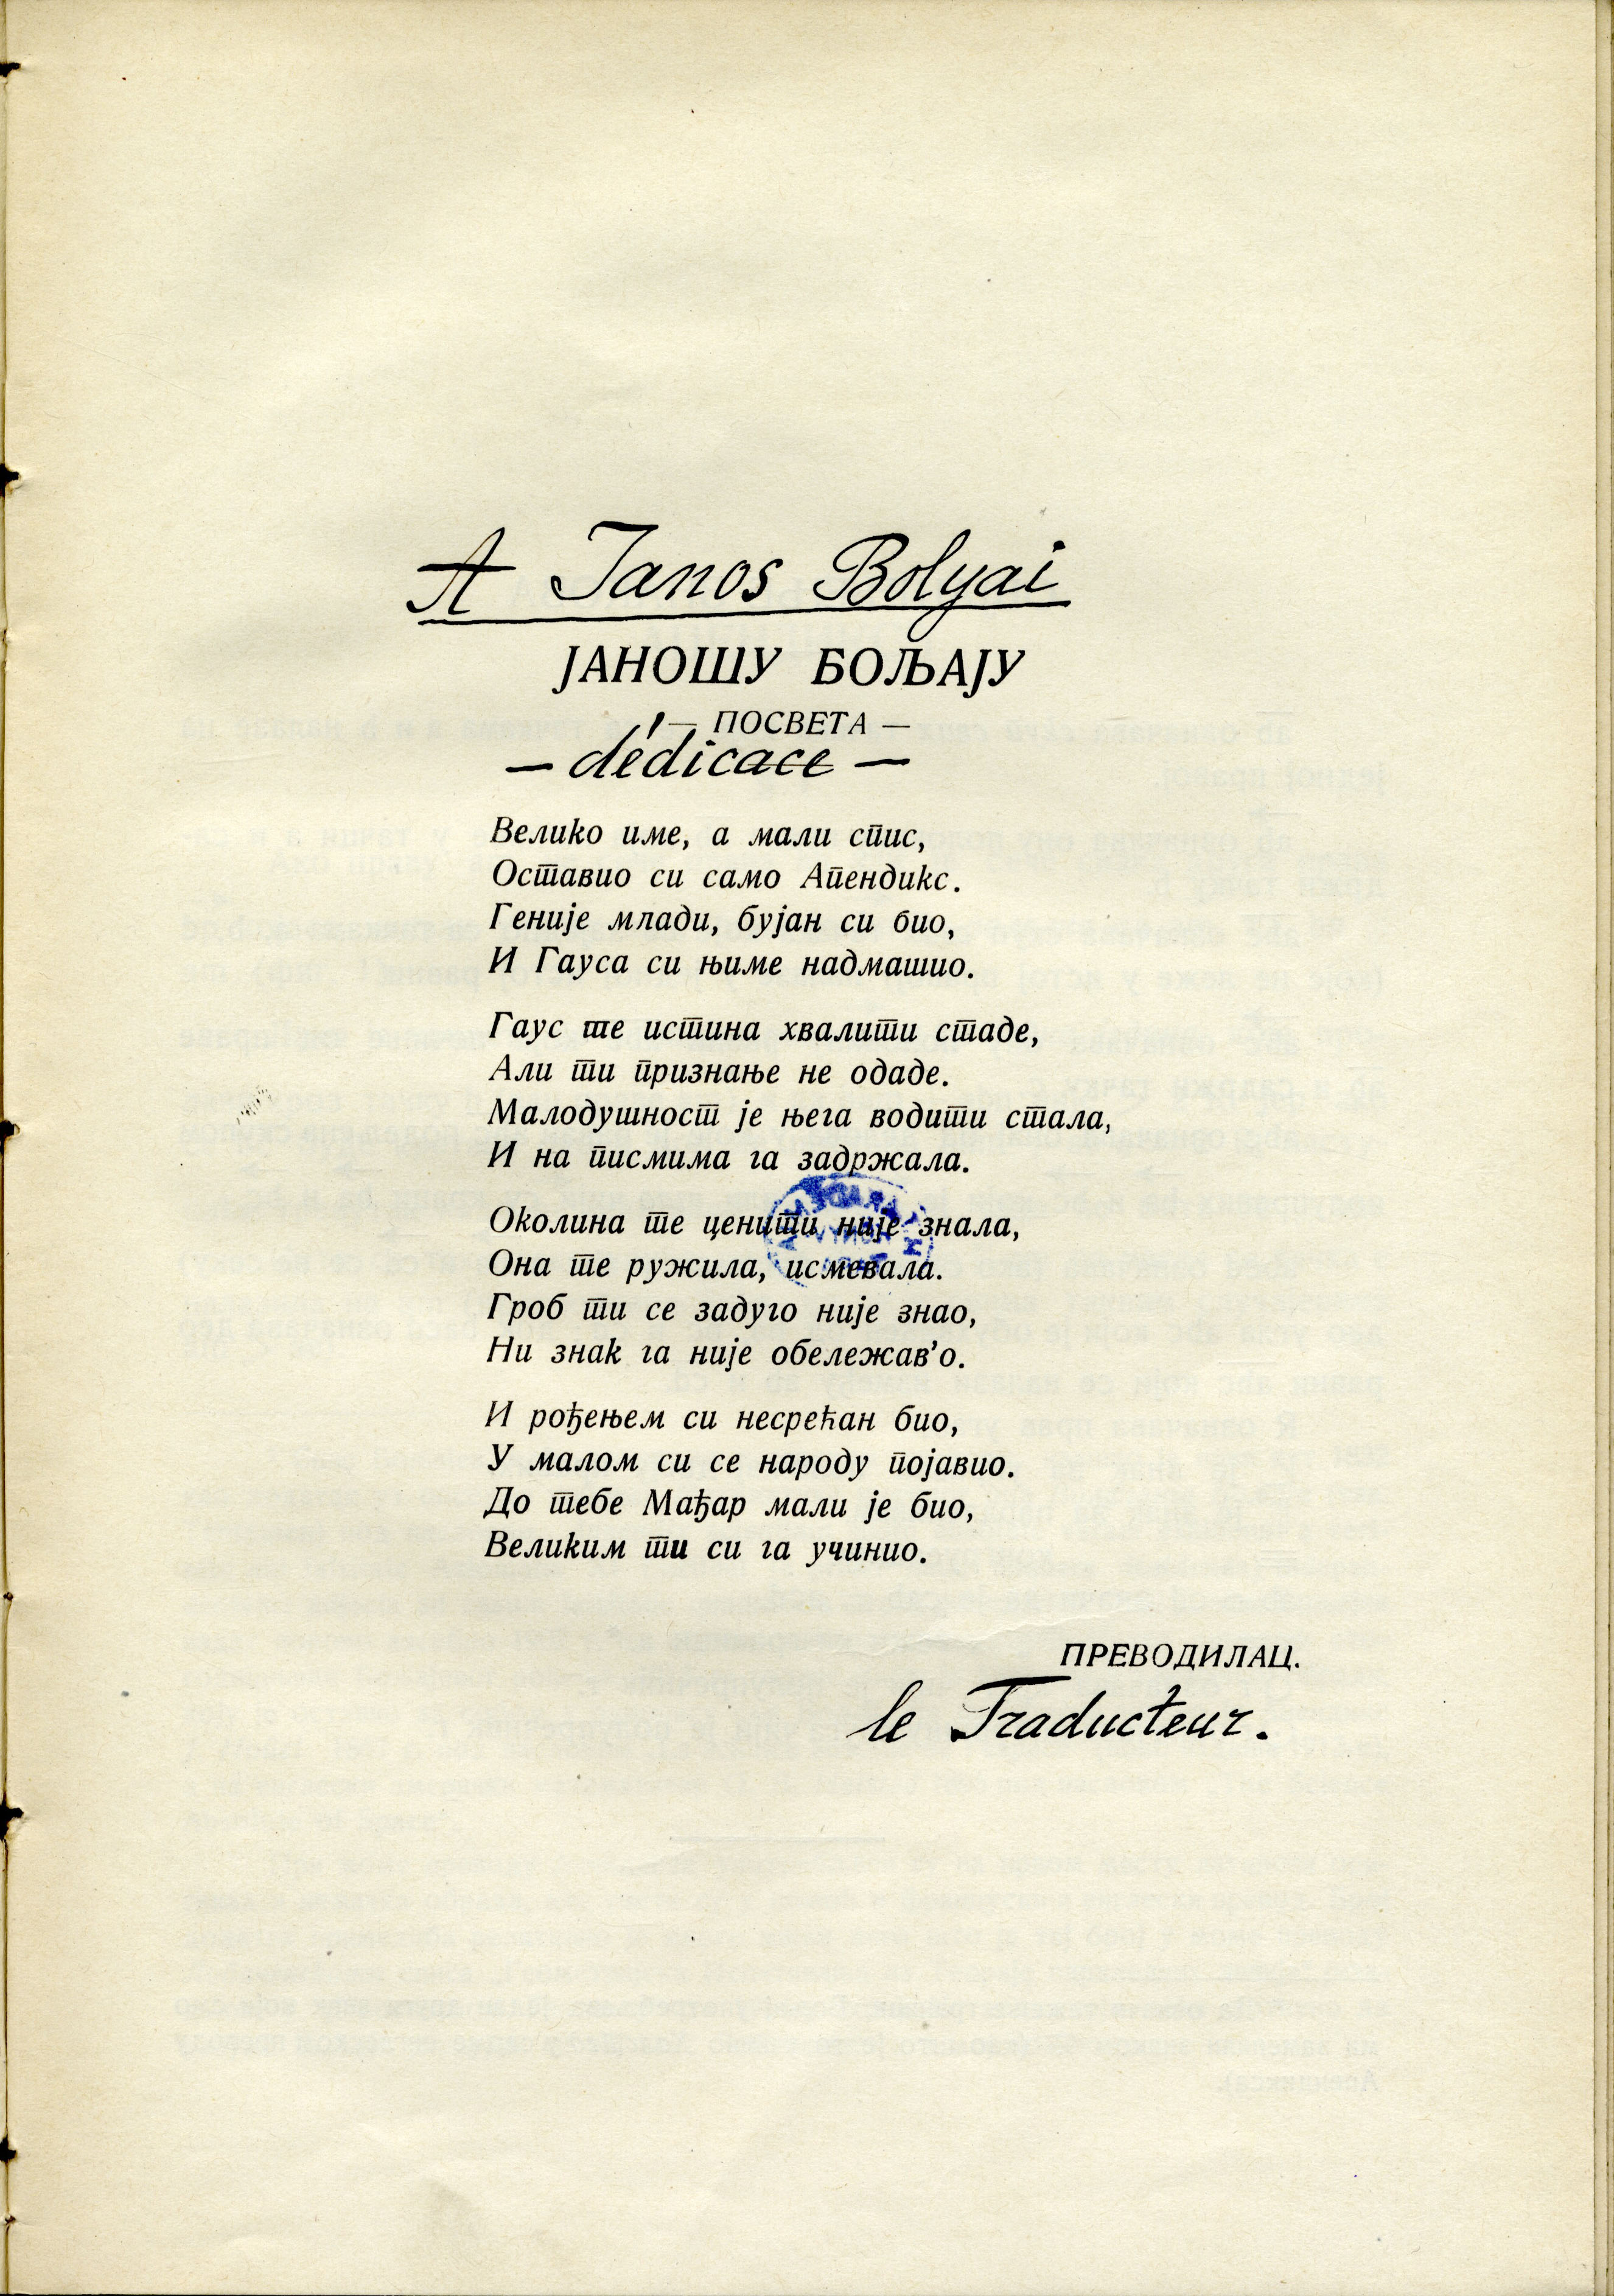 A Janos Bolyai
ЈАНОШУ БОЉАЈУ
— ПОСВЕТА —
— dédicace —
Велико име, а мали спис,
Оставио си само Апендикс.
Геније млади, бујан си био,
И Гауса си њиме надмашио.
Гаус те истина хвалити стаде,
Али ти признање не одаде.
Малодушност је њега водити стала,
И на писмима га задржала.
Околина те ценити није знала,
Она те ружила, исмевала.
Гроб ти се задуго није знао,
Ни знак га није обележав’о.
И рођењем си несрећан био,
У малом си се народу појавио.
До тебе Мађар мали је био,
Великим ти си га учинио.
ПРЕВОДИЛАЦ.
le Traducteur.